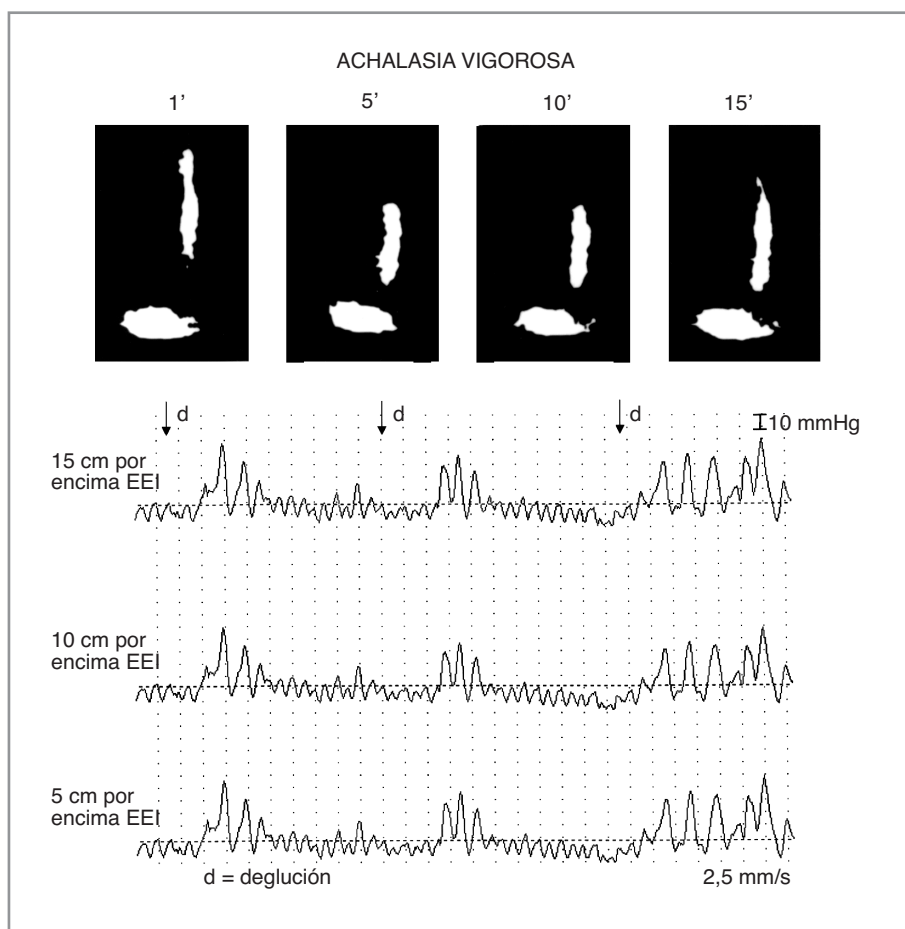 ACHALASIA VIGOROSA
1’ 5’ 10’ 15’
d d d
10 mmHg
15 cm por
encima EEI
10 cm por
encima EEI
5 cm por
encima EEI
d = deglución 2,5 mm/s